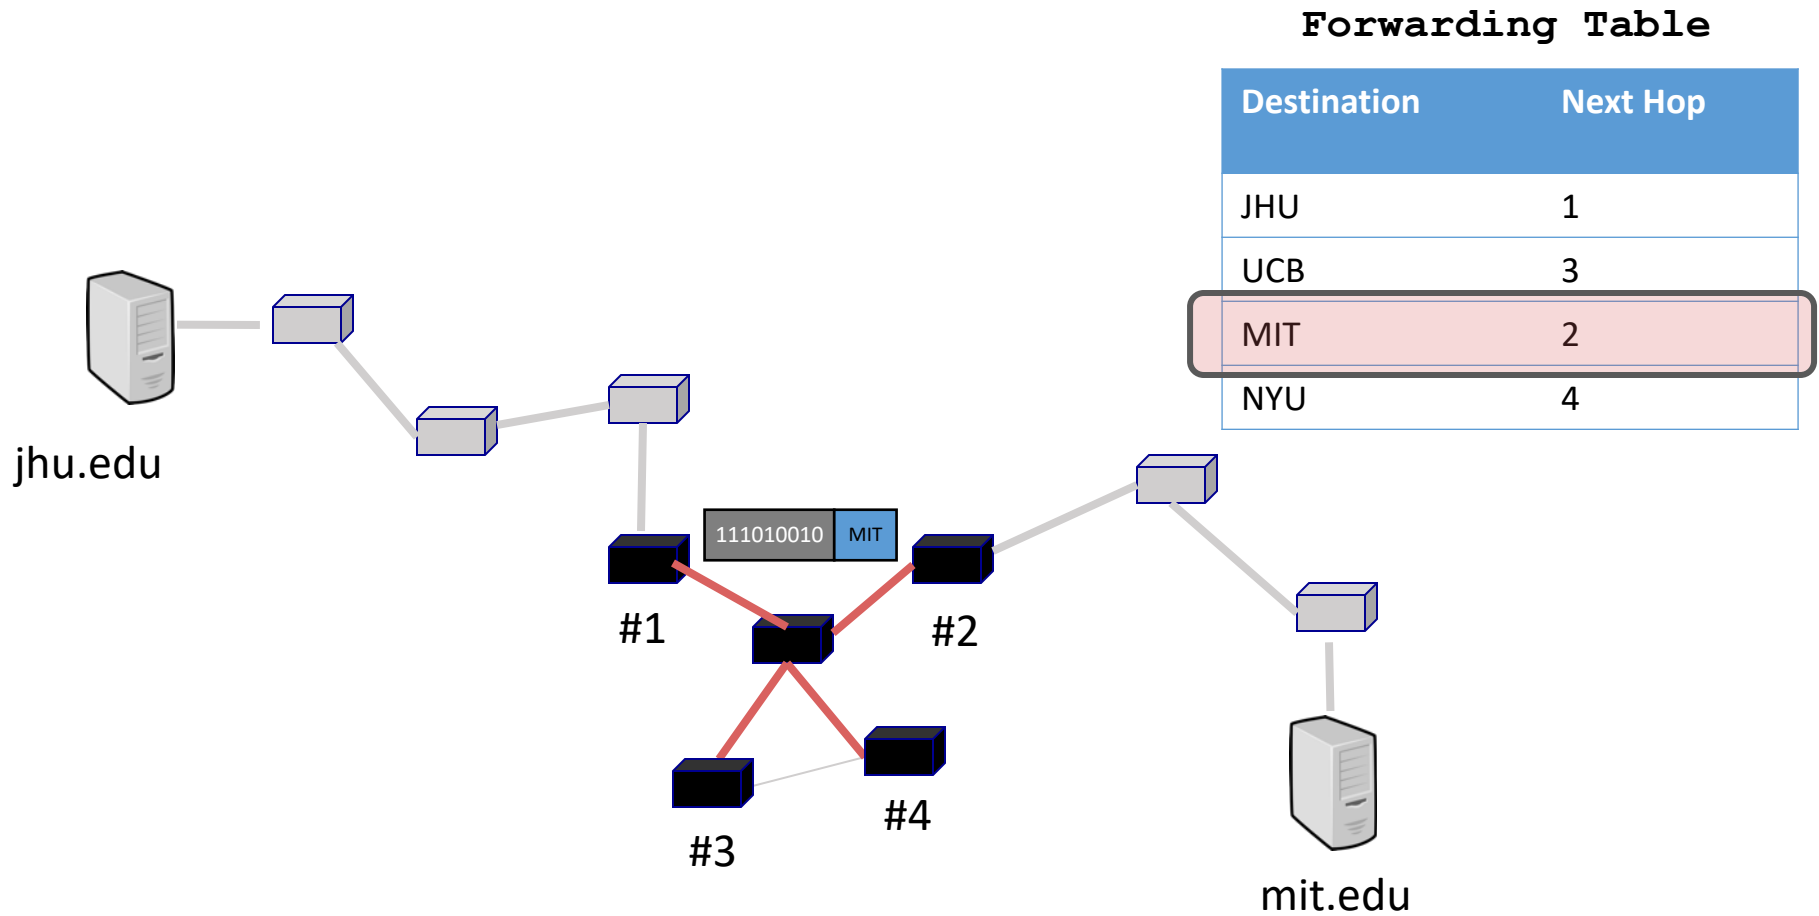 Forwarding Table
Destination Next Hop
JHU 1
UCB 3
MIT 2
NYU 4
jhu.edu
111010010 MIT
#1
#2
#4
#3
mit.edu